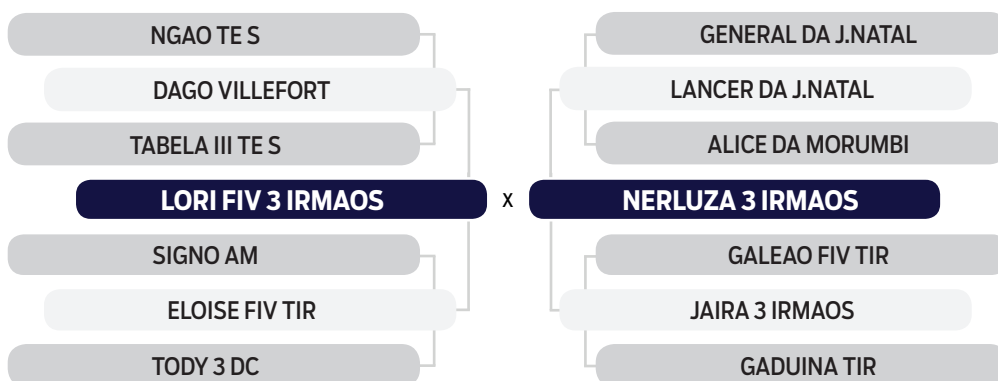 NGAO TE S
GENERAL DA J.NATAL
DAGO VILLEFORT
LANCER DA J.NATAL
TABELA III TE S
ALICE DA MORUMBI
LORI FIV 3 IRMAOS x NERLUZA 3 IRMAOS
SIGNO AM
GALEAO FIV TIR
ELOISE FIV TIR
JAIRA 3 IRMAOS
TODY 3 DC
GADUINA TIR